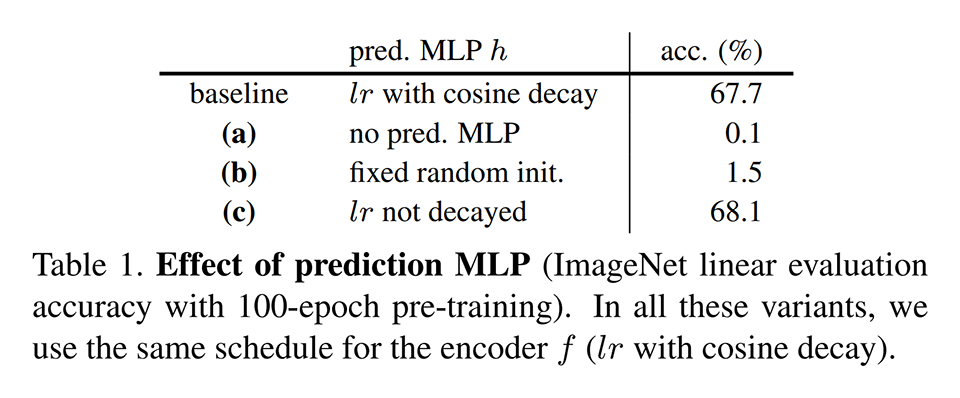 pred. MLP h acc. (%)
baseline lr with cosine decay 67.7
(a) no pred. MLP 0.1
(b) fixed random init. 1.5
(c) lr not decayed 68.1
Table 1. Effect of prediction MLP (ImageNet linear evaluation
accuracy with 100-epoch pre-training). In all these variants, we
use the same schedule for the encoder f (lr with cosine decay).